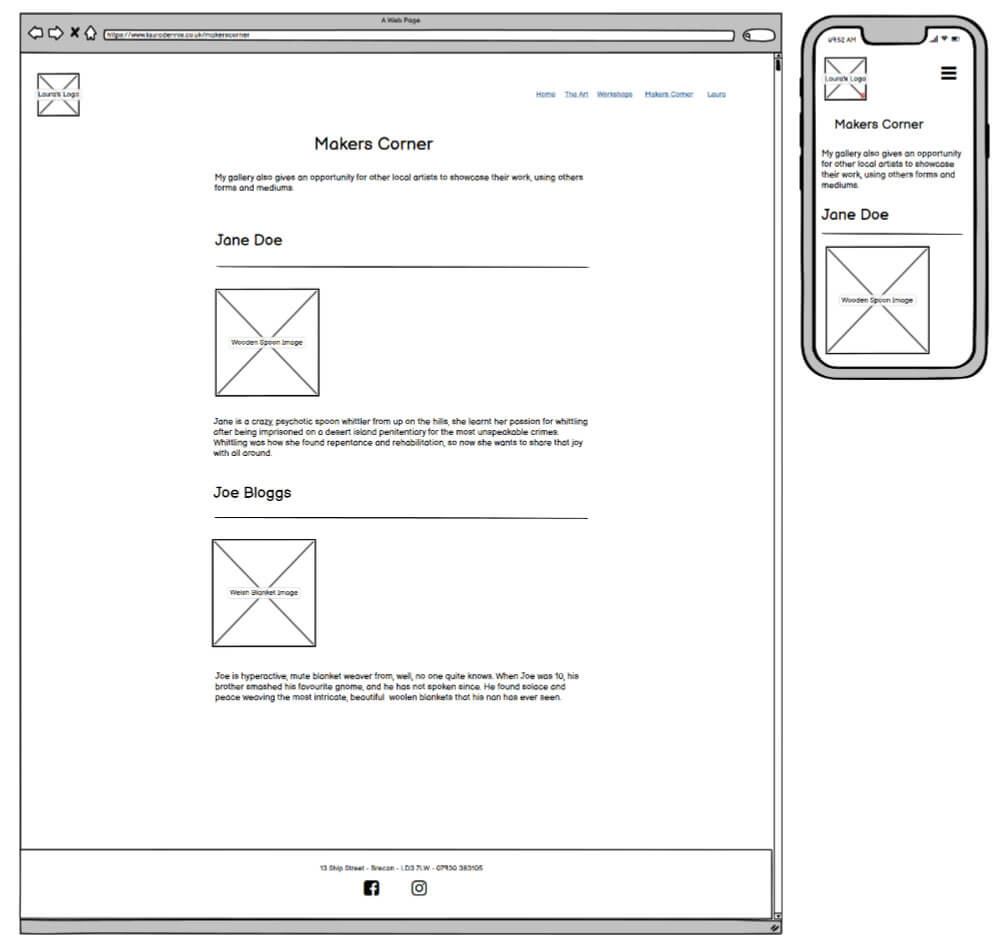 A Web Page
https://www.lauradennis.co.uk/makerscorner
Laura's Logo
Home The Art Workshops Makers Corner Laura
Makers Corner
My gallery also gives an opportunity for other local artists to showcase their work, using others
forms and mediums.
Jane Doe
Wooden Spoon Image
Jane is a crazy, psychotic spoon whittler from up on the hills, she learnt her passion for whittling
after being imprisoned on a desert island penitentiary for the most unspeakable crimes.
Whittling was how she found repentance and rehabilitation, so now she wants to share that joy
with all around.
Joe Bloggs
Welsh Blanket Image
Joe is hyperactive, mute blanket weaver from, well, no one quite knows. When Joe was 10, his
brother smashed his favourite gnome, and he has not spoken since. He found solace and
peace weaving the most intricate, beautiful woolen blankets that his nan has ever seen.
13 Ship Street - Brecon - LD3 7LW - 07930 383105
09:52 AM
Laura's Logo
Makers Corner
My gallery also gives an opportunity
for other local artists to showcase
their work, using others forms and
mediums.
Jane Doe
Wooden Spoon Image